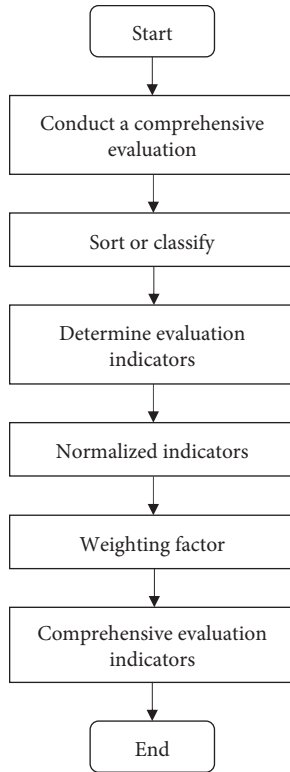 Start
Conduct a comprehensive
evaluation
Sort or classify
Determine evaluation
indicators
Normalized indicators
Weighting factor
Comprehensive evaluation
indicators
End